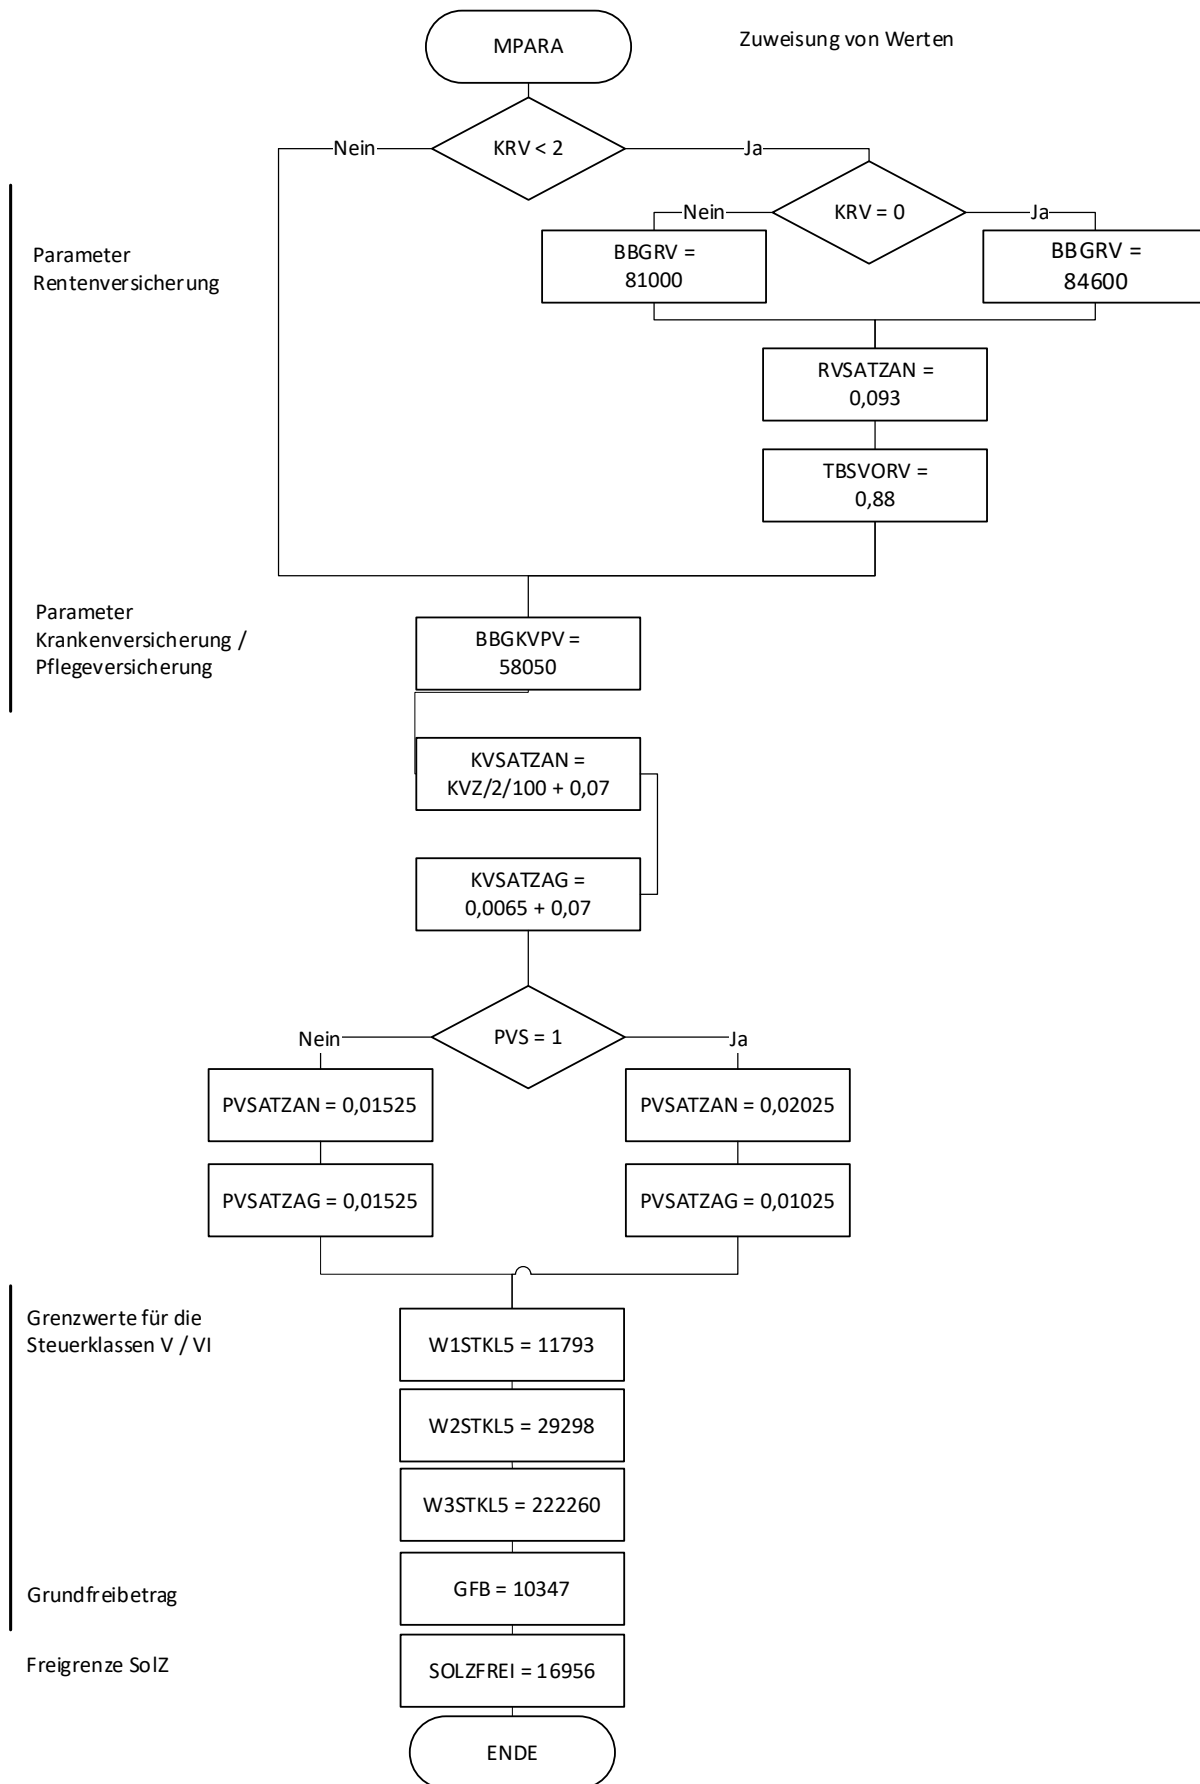 MPARA
Zuweisung von Werten
Nein
KRV < 2
Ja
Nein
KRV = 0
Ja
Parameter
Rentenversicherung
BBGRV =
81000
BBGRV =
84600
RVSATZAN =
0,093
TBSVORV =
0,88
Parameter
Krankenversicherung /
Pflegeversicherung
BBGKVPV =
58050
KVSATZAN =
KVZ/2/100 + 0,07
KVSATZAG =
0,0065 + 0,07
Nein
PVS = 1
Ja
PVSATZAN = 0,01525
PVSATZAN = 0,02025
PVSATZAG = 0,01525
PVSATZAG = 0,01025
Grenzwerte für die
Steuerklassen V / VI
W1STKL5 = 11793
W2STKL5 = 29298
W3STKL5 = 222260
Grundfreibetrag
GFB = 10347
Freigrenze SolZ
SOLZFREI = 16956
ENDE